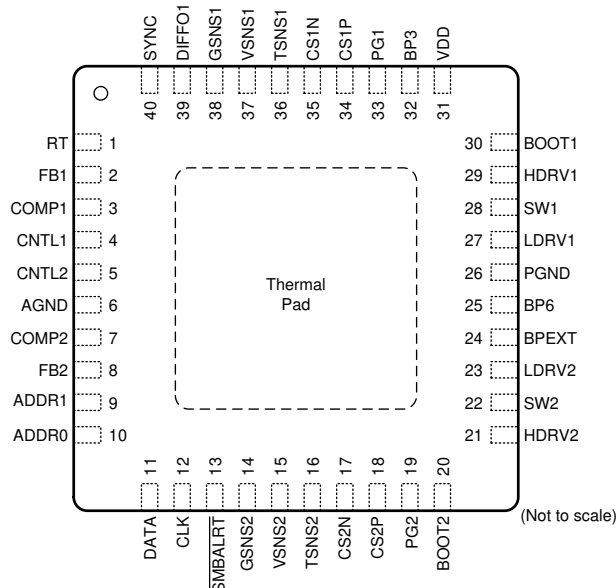 SYNC
DIFFO1
GSNS1
VSNS1
TSNS1
CS1N
CS1P
PG1
BP3
VDD
40
39
38
37
36
35
34
33
32
31
RT 1
FB1 2
COMP1 3
CNTL1 4
CNTL2 5
AGND 6
COMP2 7
FB2 8
ADDR1 9
ADDR0 10
Thermal
Pad
30 BOOT1
29 HDRV1
28 SW1
27 LDRV1
26 PGND
25 BP6
24 BPEXT
23 LDRV2
22 SW2
21 HDRV2
11
12
13
14
15
16
17
18
19
20
DATA
CLK
SMBALRT
GSNS2
VSNS2
TSNS2
CS2N
CS2P
PG2
BOOT2
(Not to scale)